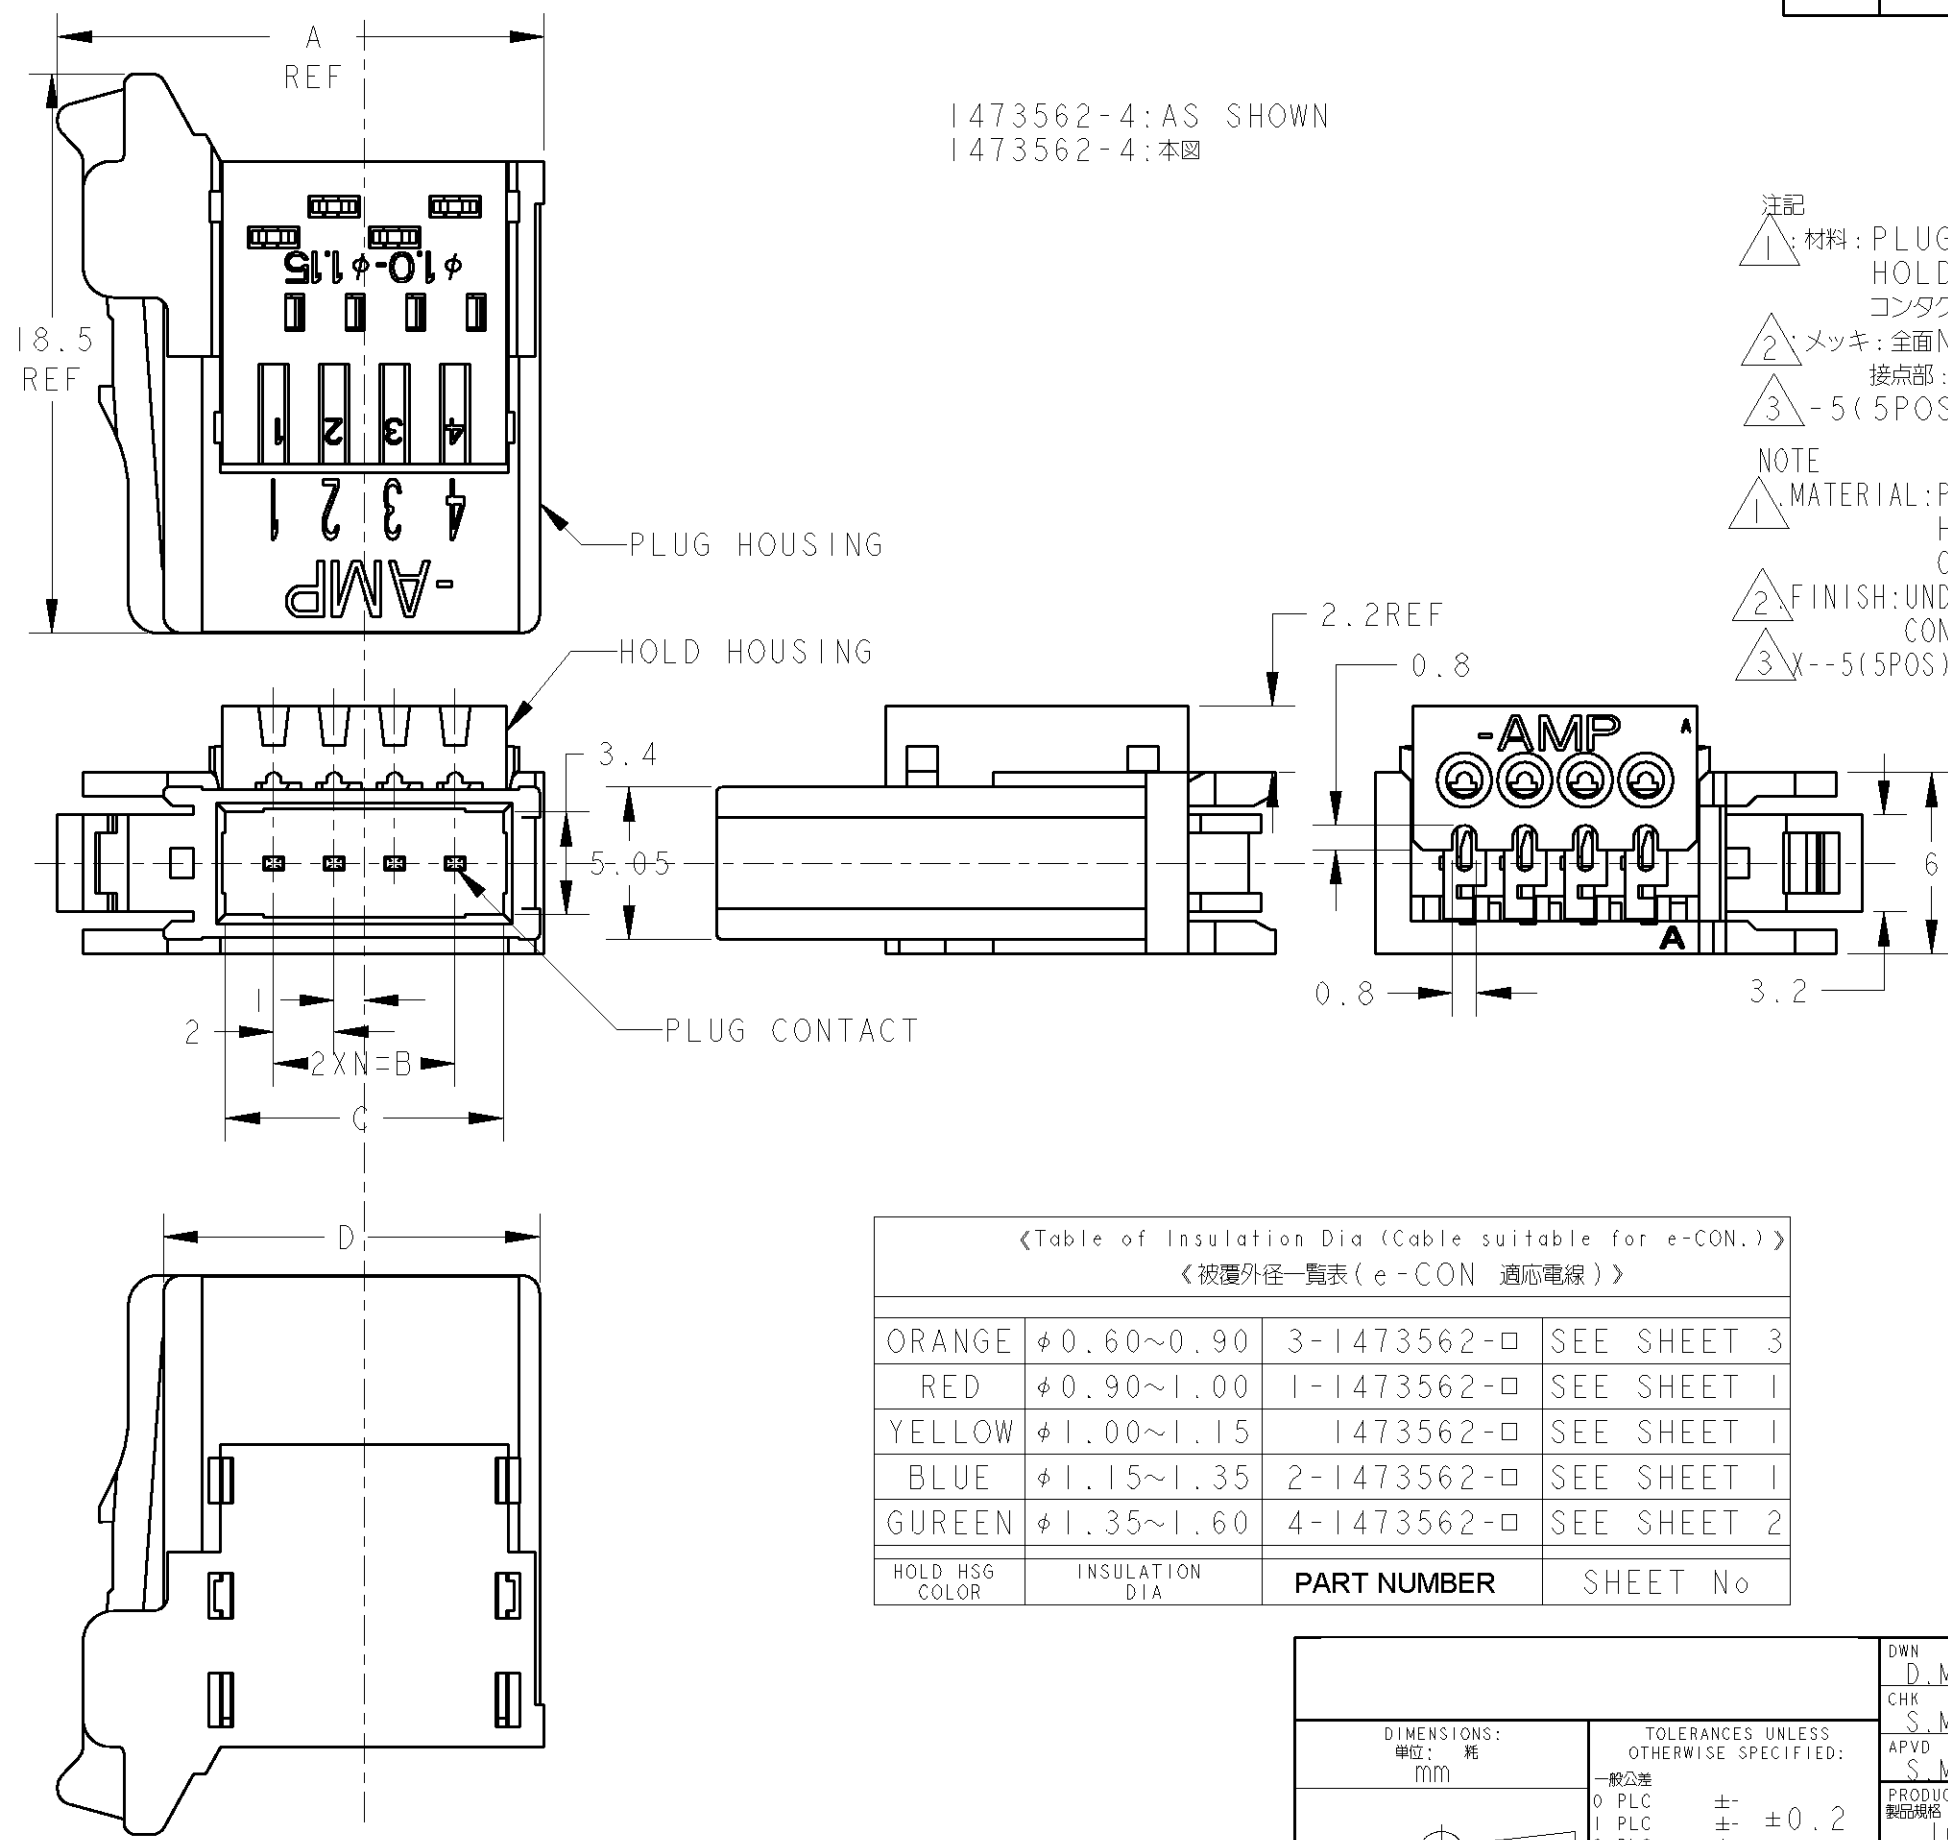 A
REF
1473562-4:AS SHOWN
1473562-4:本図
18.5
REF
φ1.0-φ1.15
1 2 3 4
1 2 3 4
-AMP
PLUG HOUSING
HOLD HOUSING
注記
1:材料:PLUG
HOLD
2:メッキ:全面N
接点部:
3 -5(5POS
NOTE
1.MATERIAL:P
H
2.FINISH:UND
CON
3 X--5(5POS)
2.2REF
0.8
3.4
5.05
-AMP
A
A
6
0.8
3.2
1
2
2XN=B
C
PLUG CONTACT
D
《Table of Insulation Dia (Cable suitable for e-CON.)》
《被覆外径一覧表(e-CON 適応電線)》
ORANGE φ0.60~0.90 3-1473562-□ SEE SHEET 3
RED φ0.90~1.00 1-1473562-□ SEE SHEET 1
YELLOW φ1.00~1.15 1473562-□ SEE SHEET 1
BLUE φ1.15~1.35 2-1473562-□ SEE SHEET 1
GUREEN φ1.35~1.60 4-1473562-□ SEE SHEET 2
HOLD HSG COLOR INSULATION DIA PART NUMBER SHEET No
DIMENSIONS:
単位: 粍
mm
TOLERANCES UNLESS
OTHERWISE SPECIFIED:
一般公差
0 PLC ±-
1 PLC ±- ±0.2
DWN
D.M
CHK
S.M
APVD
S.M
PRODUC
製品規格